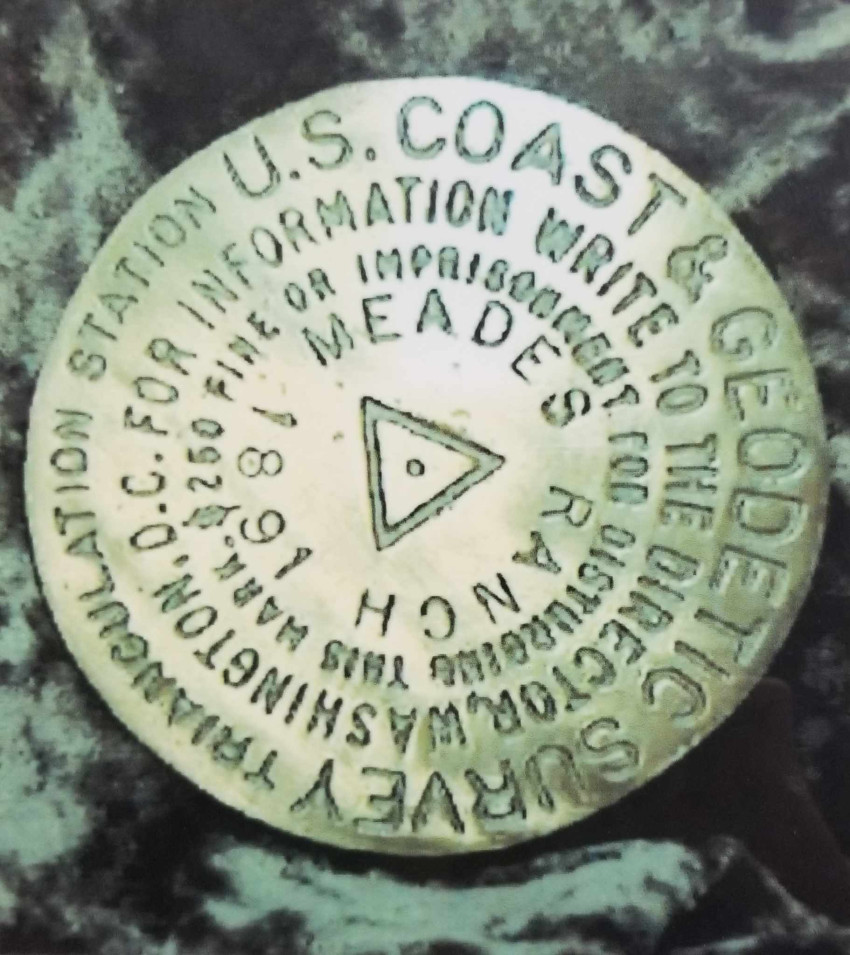 U.S. COAST & GEODETIC SURVEY TRIANGULATION STATION
FOR INFORMATION WRITE TO THE DIRECTOR, WASHINGTON, D.C.
$250 FINE OR IMPRISONMENT FOR DISTURBING THIS MARK.
MEADES RANCH
1891